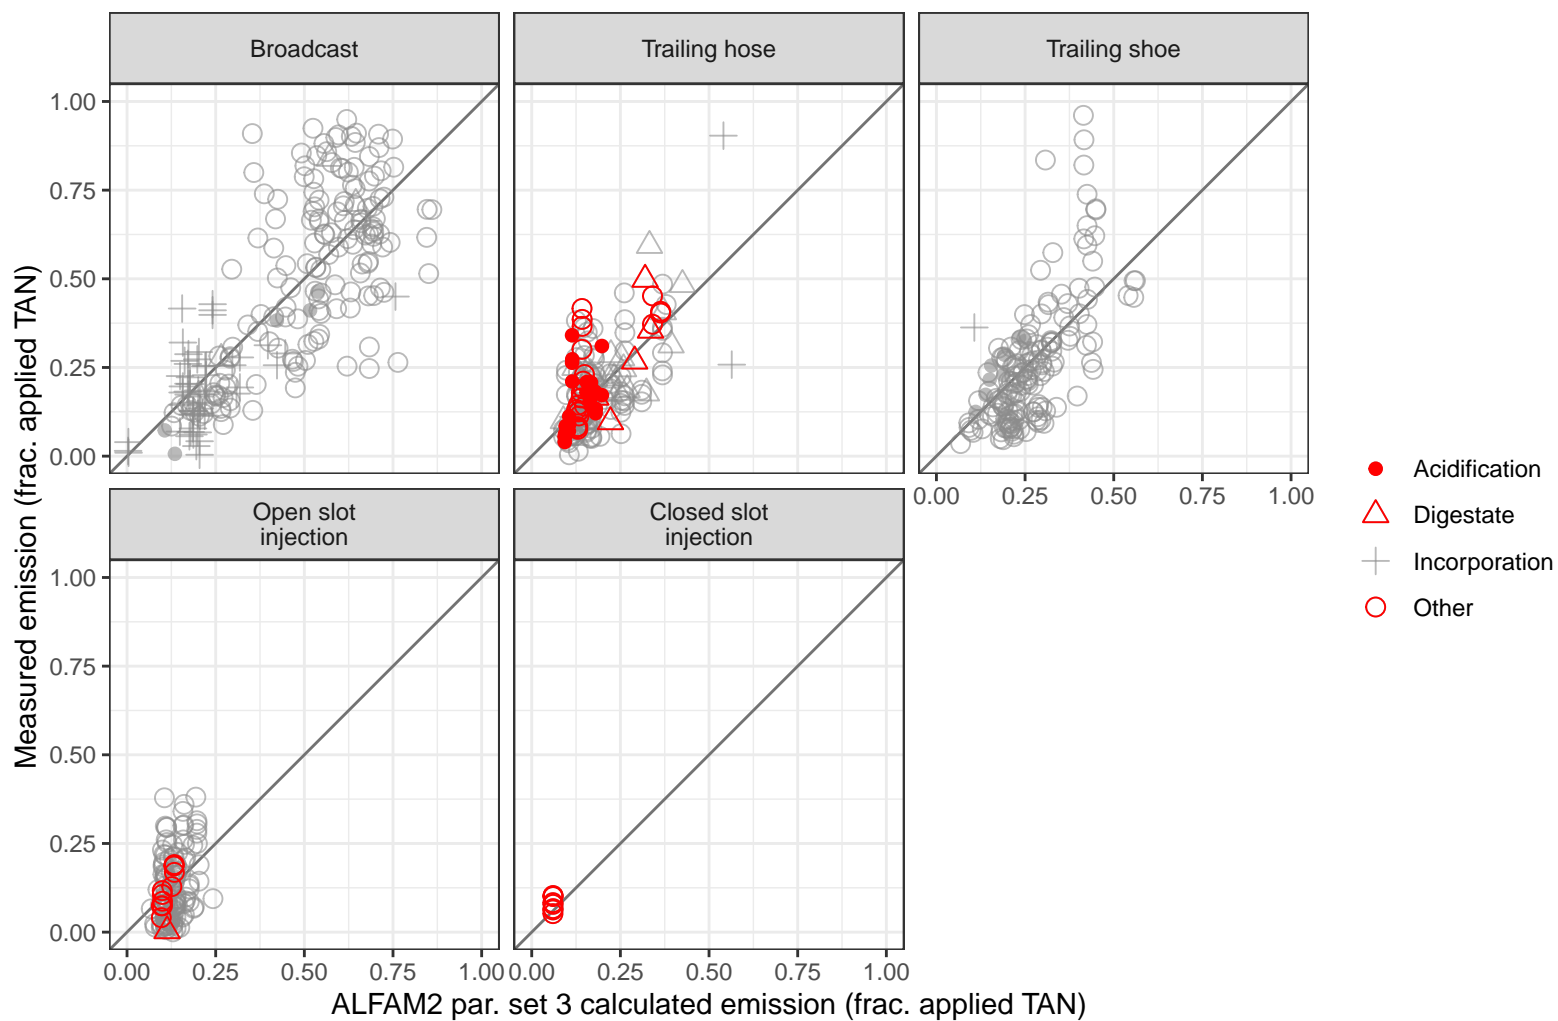 Broadcast
Trailing hose
Trailing shoe
1.00
0.75
0.50
0.25
0.00
0.00 0.25 0.50 0.75 1.00
Open slot
injection
Closed slot
injection
1.00
0.75
0.50
0.25
0.00
0.00 0.25 0.50 0.75 1.00
0.00 0.25 0.50 0.75 1.00
Measured emission (frac. applied TAN)
ALFAM2 par. set 3 calculated emission (frac. applied TAN)
Acidification
Digestate
Incorporation
Other